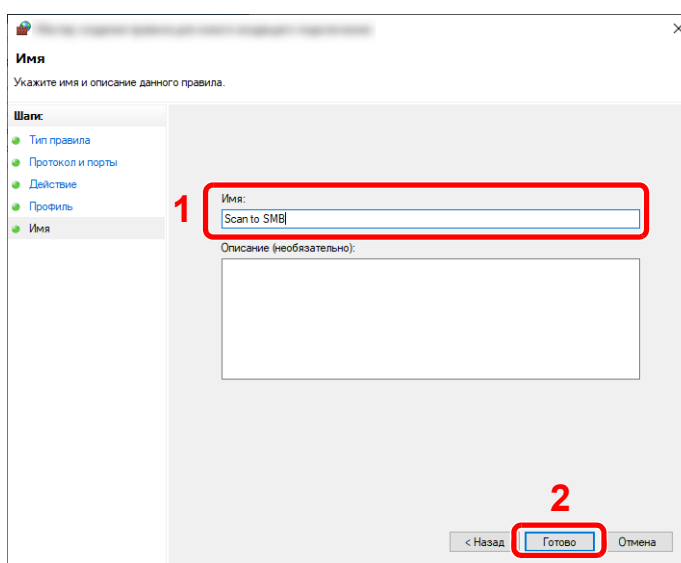 Имя
Укажите имя и описание данного правила.
Шаги:
Тип правила
Протокол и порты
Действие
Профиль
Имя
1
Имя:
Scan to SMB
Описание (необязательно):
2
< Назад
Готово
Отмена